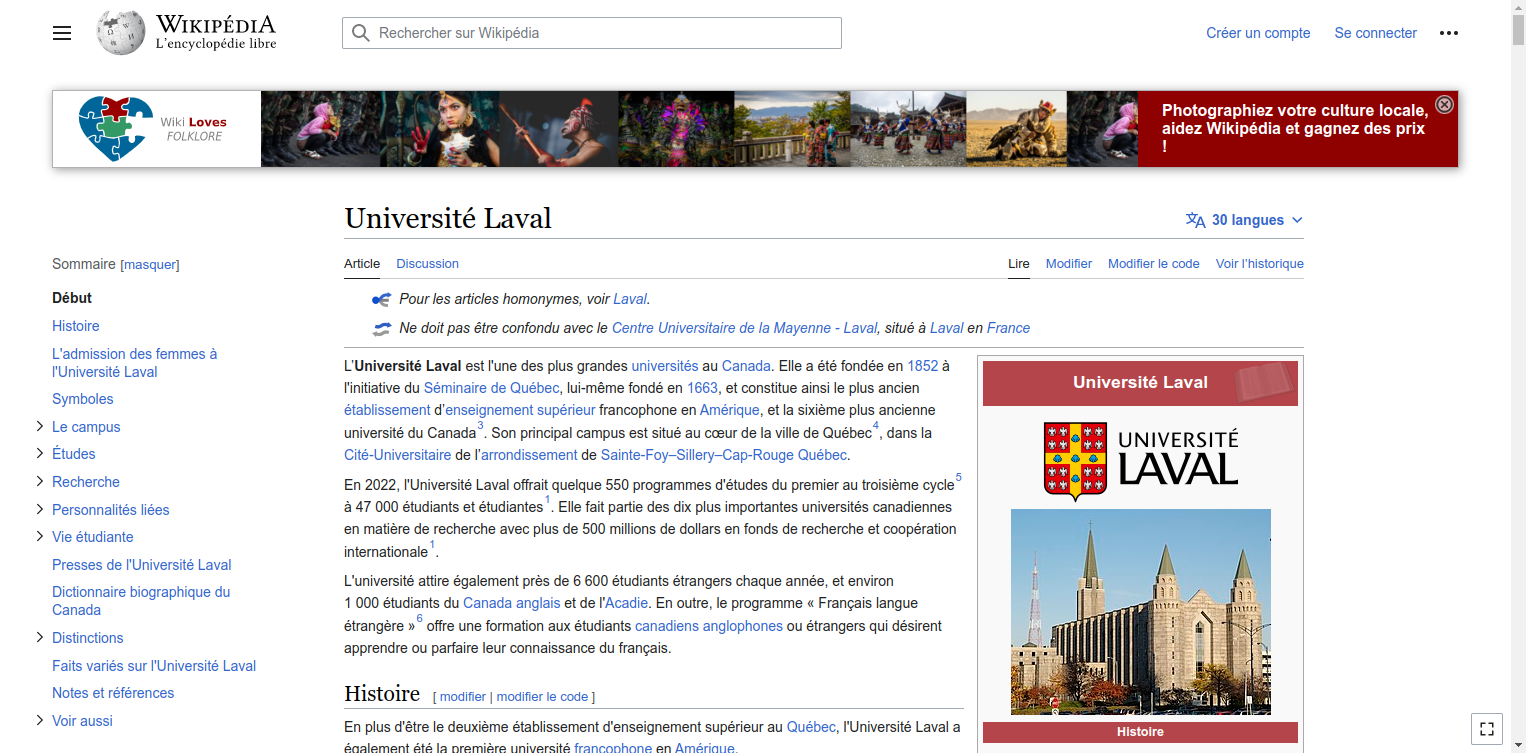 WIKIPÉDIA
L'encyclopédie libre
Rechercher sur Wikipédia
Créer un compte
Se connecter
Wiki Loves
FOLKLORE
Photographiez votre culture locale,
aidez Wikipédia et gagnez des prix
!
Université Laval
30 langues
Sommaire [masquer]
Début
Histoire
L'admission des femmes à
l'Université Laval
Symboles
Le campus
Études
Recherche
Personnalités liées
Vie étudiante
Presses de l'Université Laval
Dictionnaire biographique du
Canada
Distinctions
Faits variés sur l'Université Laval
Notes et références
Voir aussi
Article Discussion
Lire Modifier Modifier le code Voir l'historique
Pour les articles homonymes, voir Laval.
Ne doit pas être confondu avec le Centre Universitaire de la Mayenne - Laval, situé à Laval en France
L'Université Laval est l'une des plus grandes universités au Canada. Elle a été fondée en 1852 à
l'initiative du Séminaire de Québec, lui-même fondé en 1663, et constitue ainsi le plus ancien
établissement d'enseignement supérieur francophone en Amérique, et la sixième plus ancienne
université du Canada3. Son principal campus est situé au cœur de la ville de Québec4, dans la
Cité-Universitaire de l'arrondissement de Sainte-Foy–Sillery–Cap-Rouge Québec.
En 2022, l'Université Laval offrait quelque 550 programmes d'études du premier au troisième cycle5
à 47 000 étudiants et étudiantes1. Elle fait partie des dix plus importantes universités canadiennes
en matière de recherche avec plus de 500 millions de dollars en fonds de recherche et coopération
internationale1.
L'université attire également près de 6 600 étudiants étrangers chaque année, et environ
1 000 étudiants du Canada anglais et de l'Acadie. En outre, le programme « Français langue
étrangère »6 offre une formation aux étudiants canadiens anglophones ou étrangers qui désirent
apprendre ou parfaire leur connaissance du français.
Histoire [ modifier | modifier le code ]
En plus d'être le deuxième établissement d'enseignement supérieur au Québec, l'Université Laval a
également été la première université francophone en Amérique.
Université Laval
UNIVERSITÉ
LAVAL
Histoire